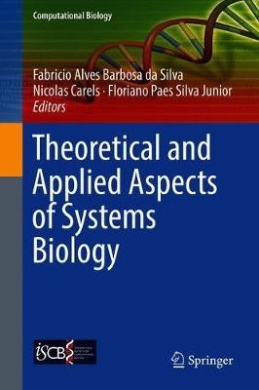 Computational Biology
Fabricio Alves Barbosa da Silva
Nicolas Carels · Floriano Paes Silva Junior
Editors
Theoretical and
Applied Aspects
of Systems
Biology
iSCB
Springer